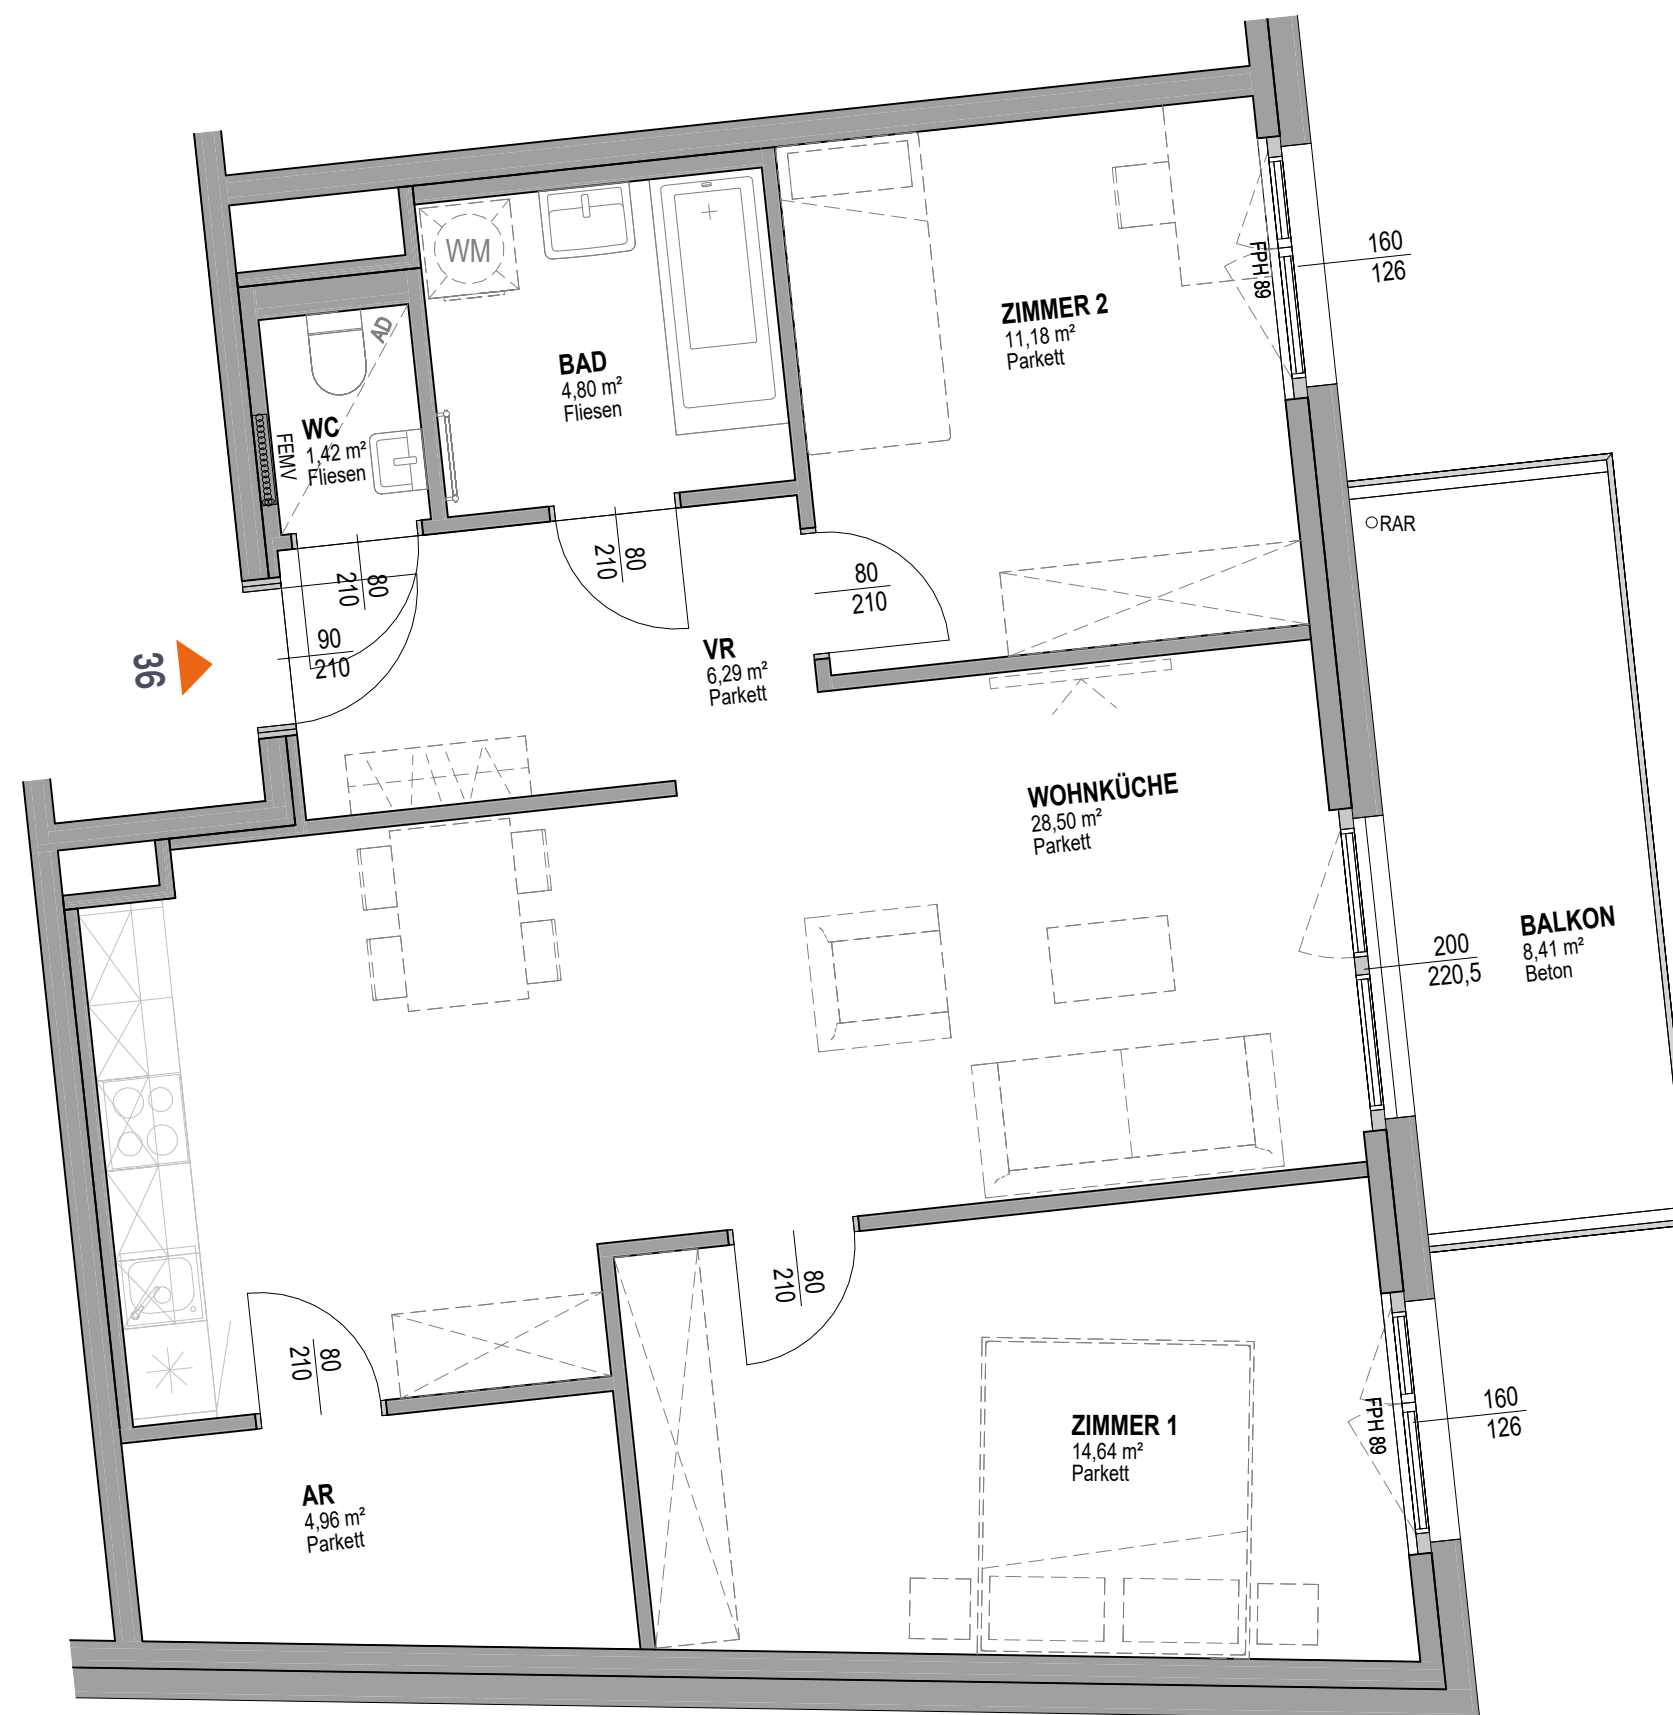 160
126
FPH 89
ZIMMER 2
11,18 m²
Parkett
WM
BAD
4,80 m²
Fliesen
AD
WC
1,42 m²
Fliesen
FEMV
RAR
80
210
80
210
80
210
90
210
36
VR
6,29 m²
Parkett
WOHNKÜCHE
28,50 m²
Parkett
200
220,5
BALKON
8,41 m²
Beton
80
210
80
210
160
126
FPH 89
ZIMMER 1
14,64 m²
Parkett
AR
4,96 m²
Parkett